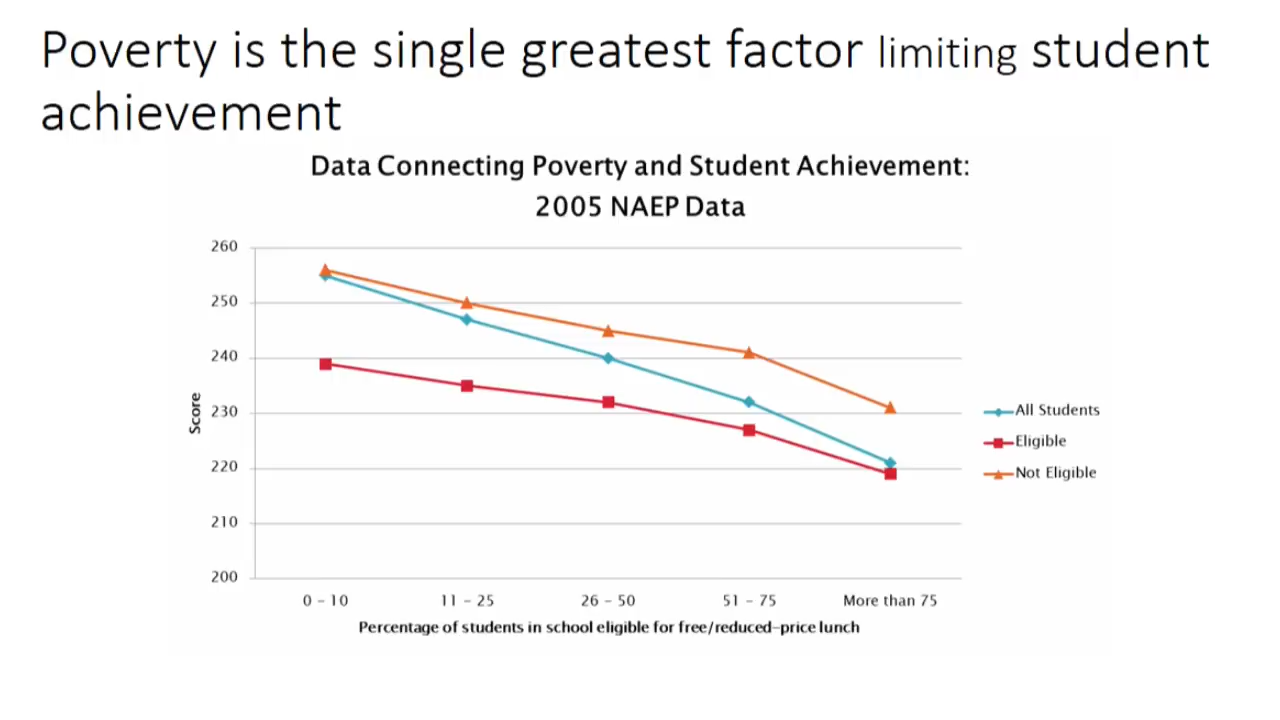 Poverty is the single greatest factor limiting student
achievement
Data Connecting Poverty and Student Achievement:
2005 NAEP Data
260
250
240
230
220
210
200
Score
0 – 10
11 – 25
26 – 50
51 – 75
More than 75
Percentage of students in school eligible for free/reduced–price lunch
All Students
Eligible
Not Eligible